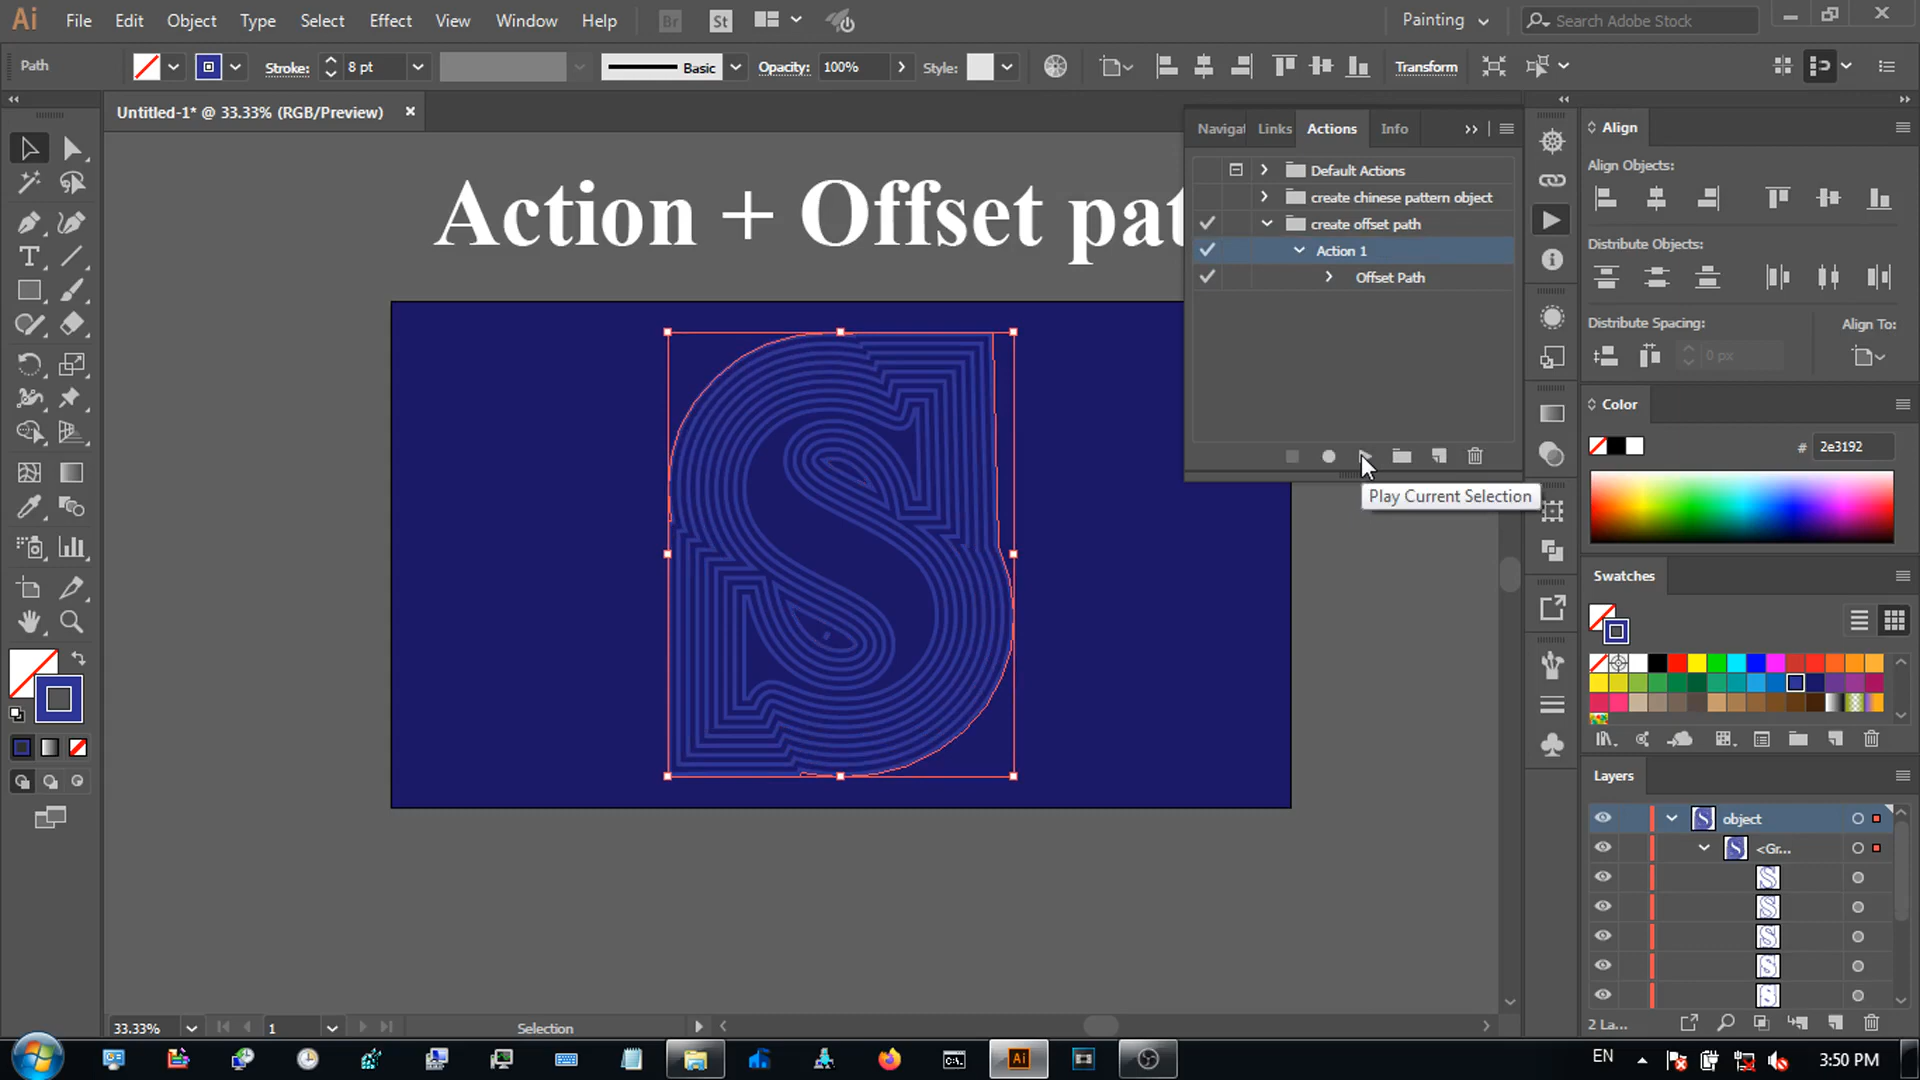 Ai File Edit Object Type Select Effect View Window Help Br St Painting Search Adobe Stock
Path Stroke: 8 pt Basic Opacity: 100% Style: Transform
Untitled-1* @ 33.33% (RGB/Preview)
Navigat Links Actions Info
Align
Align Objects:
Default Actions
create chinese pattern object
create offset path
Action 1
Offset Path
Distribute Objects:
Distribute Spacing: Align To:
0 px
Action + Offset pat
Color
# 2e3192
Play Current Selection
Swatches
Layers
object
<Gr...
2 La...
33.33% 1 Selection
Ai EN 3:50 PM